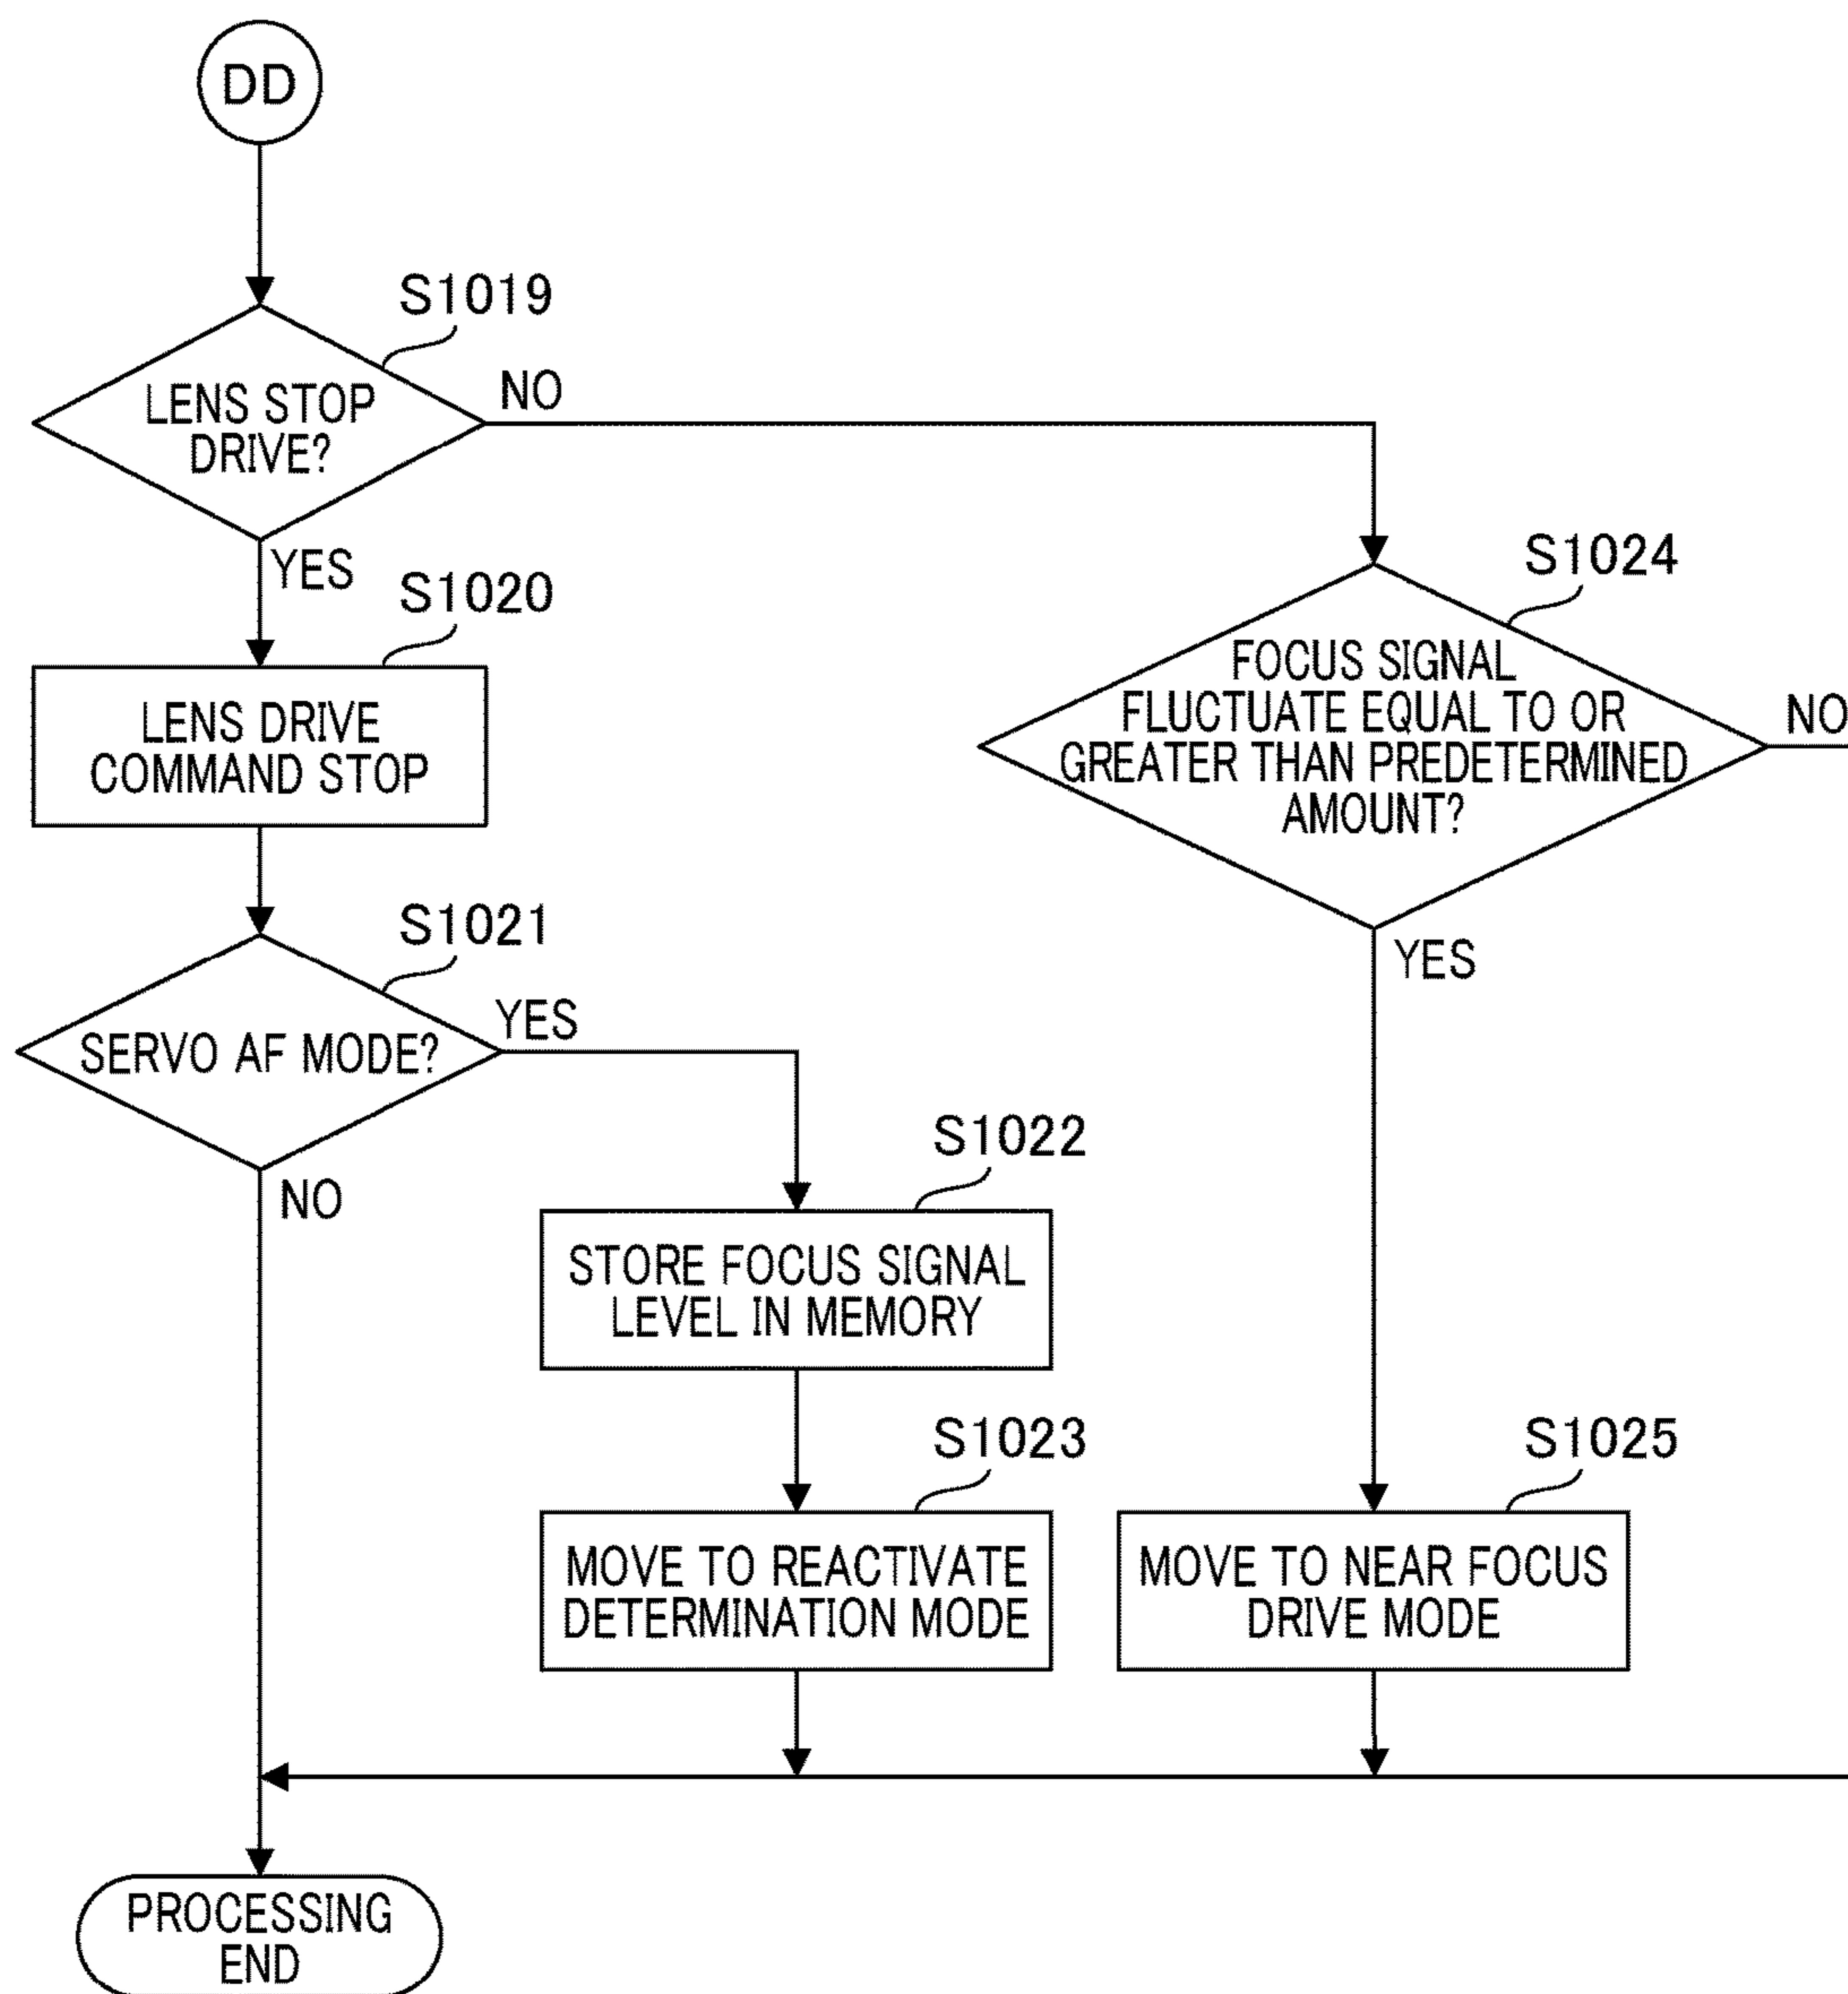 DD
S1019
LENS STOP
DRIVE?
NO
YES
S1020
LENS DRIVE
COMMAND STOP
S1021
SERVO AF MODE?
YES
NO
S1022
STORE FOCUS SIGNAL
LEVEL IN MEMORY
S1023
MOVE TO REACTIVATE
DETERMINATION MODE
S1024
FOCUS SIGNAL
FLUCTUATE EQUAL TO OR
GREATER THAN PREDETERMINED
AMOUNT?
NO
YES
S1025
MOVE TO NEAR FOCUS
DRIVE MODE
PROCESSING
END